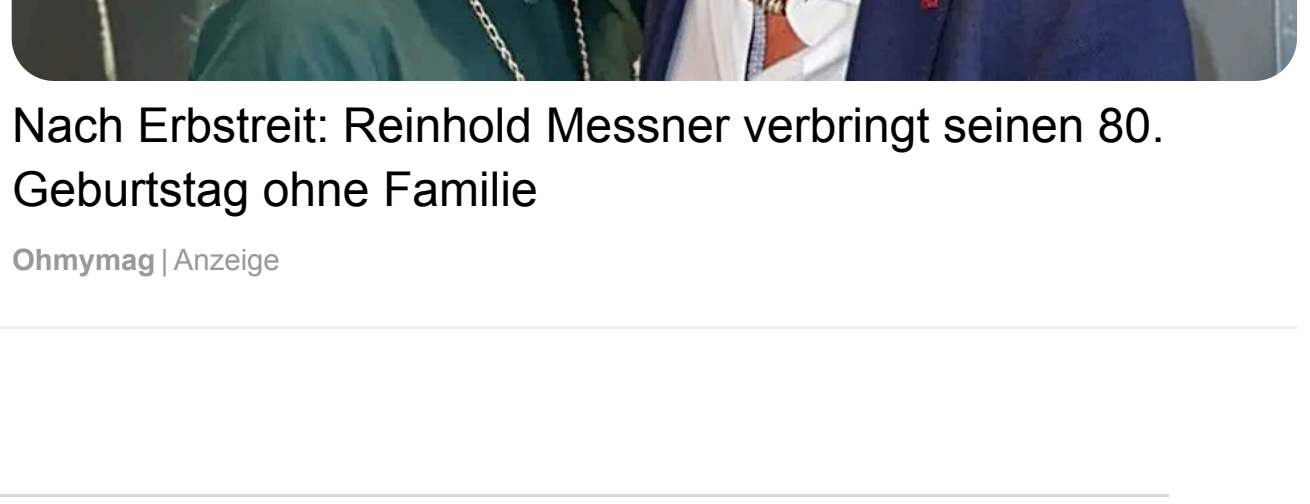 Nach Erbstreit: Reinhold Messner verbringt seinen 80.
Geburtstag ohne Familie
Ohmymag | Anzeige